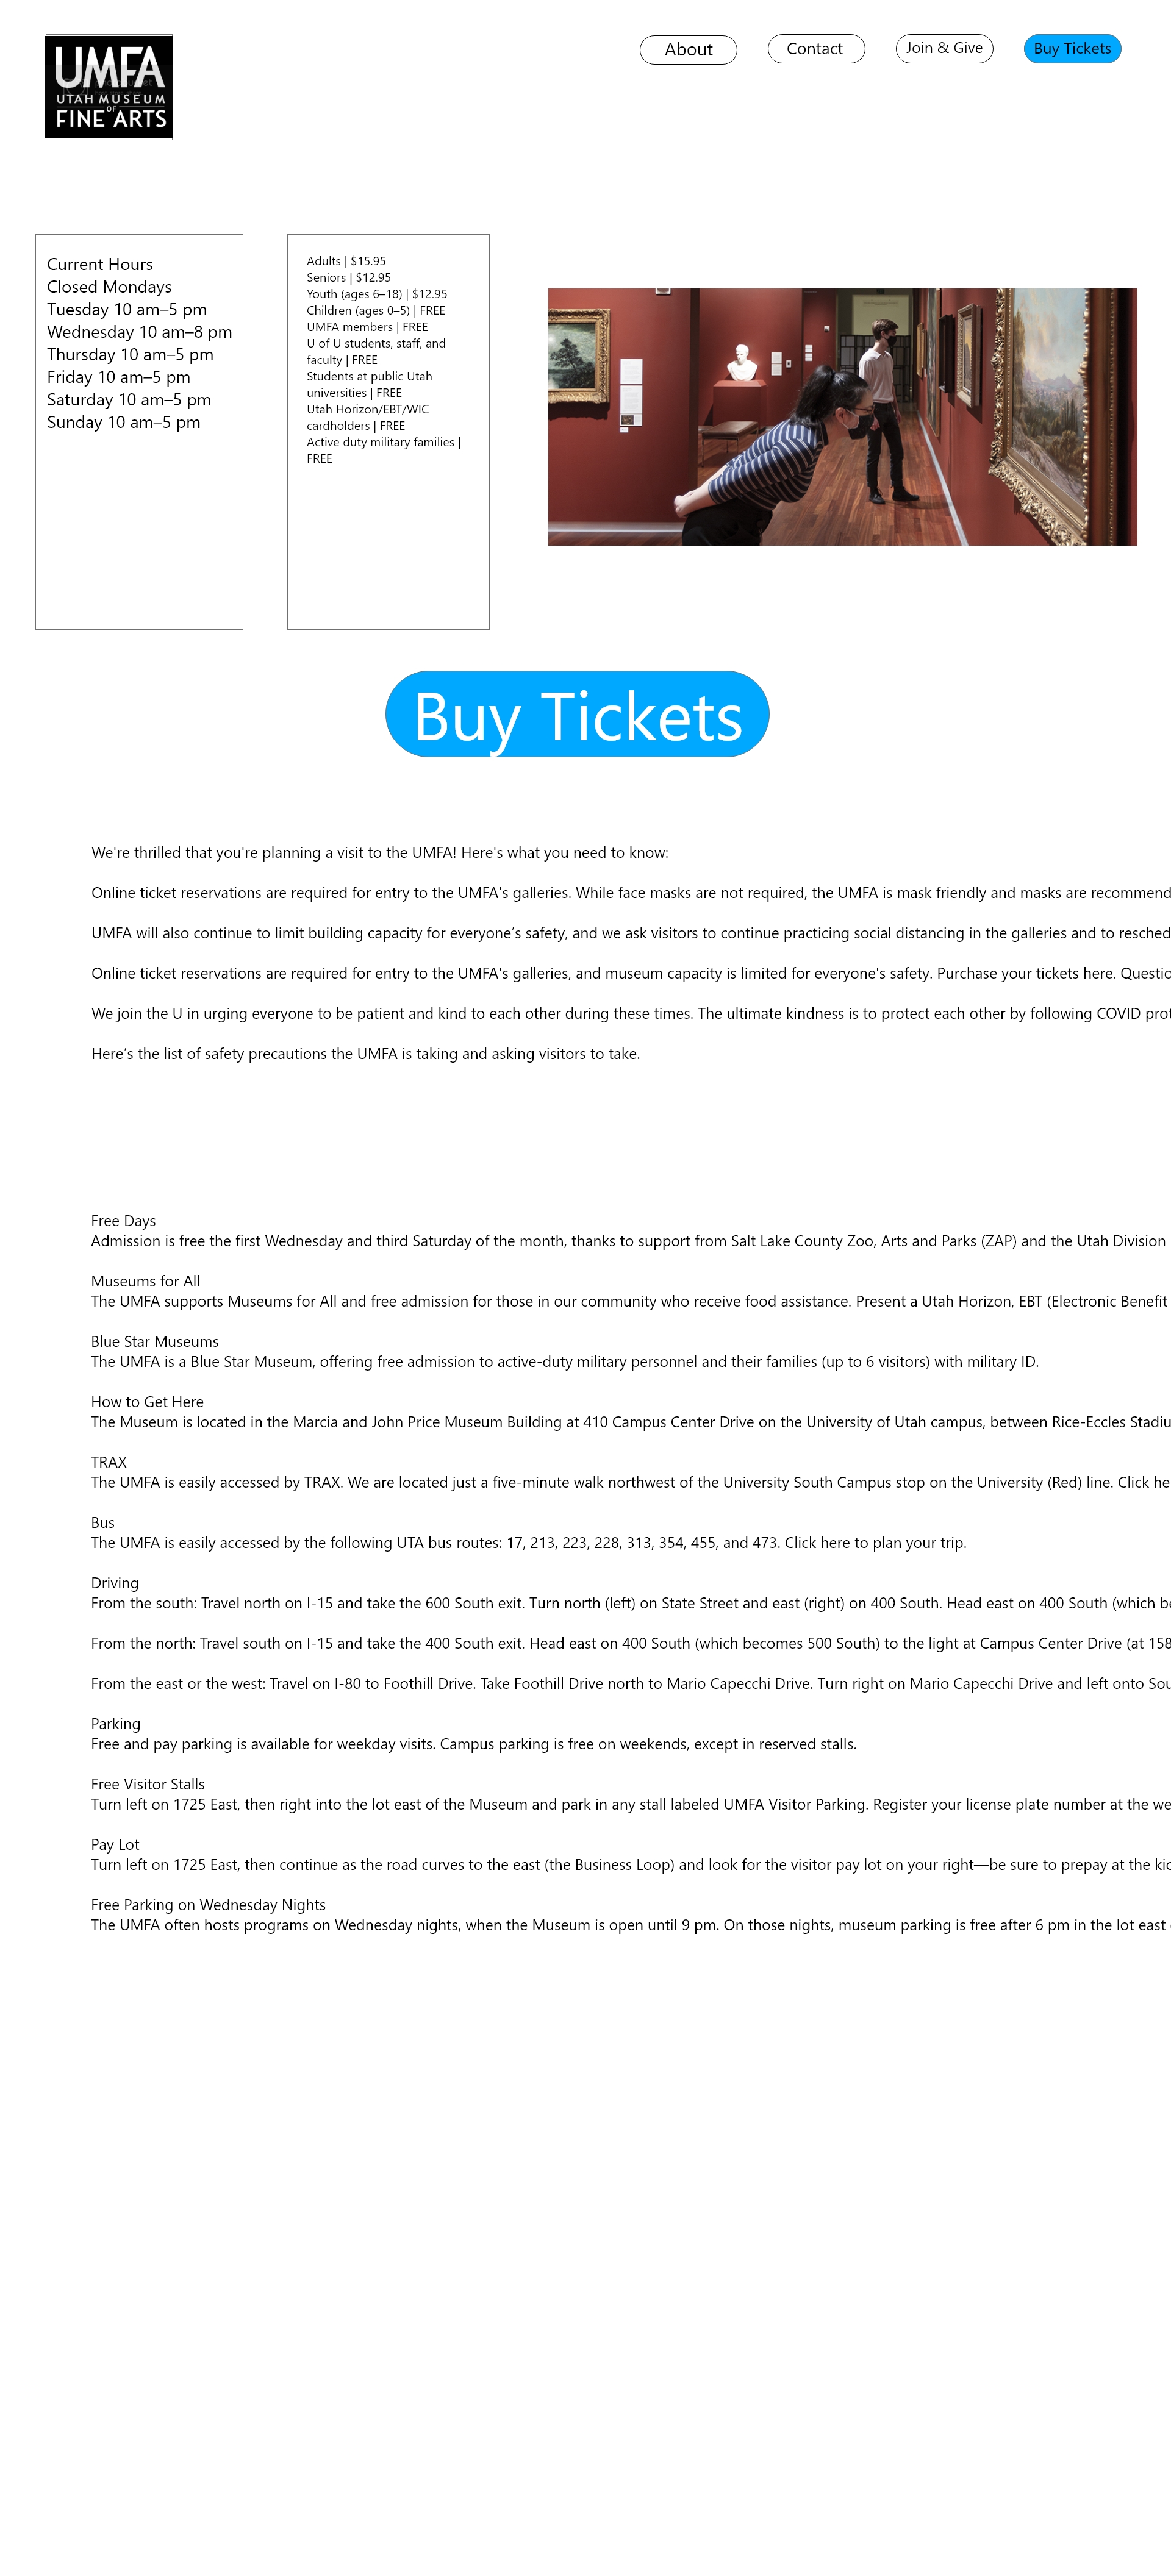 UMFA
UTAH MUSEUM
OF
FINE ARTS
About
Contact
Join & Give
Buy Tickets
Current Hours
Closed Mondays
Tuesday 10 am–5 pm
Wednesday 10 am–8 pm
Thursday 10 am–5 pm
Friday 10 am–5 pm
Saturday 10 am–5 pm
Sunday 10 am–5 pm
Adults | $15.95
Seniors | $12.95
Youth (ages 6–18) | $12.95
Children (ages 0–5) | FREE
UMFA members | FREE
U of U students, staff, and
faculty | FREE
Students at public Utah
universities | FREE
Utah Horizon/EBT/WIC
cardholders | FREE
Active duty military families |
FREE
Buy Tickets
We're thrilled that you're planning a visit to the UMFA! Here's what you need to know:
Online ticket reservations are required for entry to the UMFA's galleries. While face masks are not required, the UMFA is mask friendly and masks are recommend
UMFA will also continue to limit building capacity for everyone’s safety, and we ask visitors to continue practicing social distancing in the galleries and to resched
Online ticket reservations are required for entry to the UMFA's galleries, and museum capacity is limited for everyone's safety. Purchase your tickets here. Questio
We join the U in urging everyone to be patient and kind to each other during these times. The ultimate kindness is to protect each other by following COVID prot
Here’s the list of safety precautions the UMFA is taking and asking visitors to take.
Free Days
Admission is free the first Wednesday and third Saturday of the month, thanks to support from Salt Lake County Zoo, Arts and Parks (ZAP) and the Utah Division
Museums for All
The UMFA supports Museums for All and free admission for those in our community who receive food assistance. Present a Utah Horizon, EBT (Electronic Benefit
Blue Star Museums
The UMFA is a Blue Star Museum, offering free admission to active-duty military personnel and their families (up to 6 visitors) with military ID.
How to Get Here
The Museum is located in the Marcia and John Price Museum Building at 410 Campus Center Drive on the University of Utah campus, between Rice-Eccles Stadiu
TRAX
The UMFA is easily accessed by TRAX. We are located just a five-minute walk northwest of the University South Campus stop on the University (Red) line. Click he
Bus
The UMFA is easily accessed by the following UTA bus routes: 17, 213, 223, 228, 313, 354, 455, and 473. Click here to plan your trip.
Driving
From the south: Travel north on I-15 and take the 600 South exit. Turn north (left) on State Street and east (right) on 400 South. Head east on 400 South (which be
From the north: Travel south on I-15 and take the 400 South exit. Head east on 400 South (which becomes 500 South) to the light at Campus Center Drive (at 158
From the east or the west: Travel on I-80 to Foothill Drive. Take Foothill Drive north to Mario Capecchi Drive. Turn right on Mario Capecchi Drive and left onto Sou
Parking
Free and pay parking is available for weekday visits. Campus parking is free on weekends, except in reserved stalls.
Free Visitor Stalls
Turn left on 1725 East, then right into the lot east of the Museum and park in any stall labeled UMFA Visitor Parking. Register your license plate number at the we
Pay Lot
Turn left on 1725 East, then continue as the road curves to the east (the Business Loop) and look for the visitor pay lot on your right—be sure to prepay at the kio
Free Parking on Wednesday Nights
The UMFA often hosts programs on Wednesday nights, when the Museum is open until 9 pm. On those nights, museum parking is free after 6 pm in the lot east